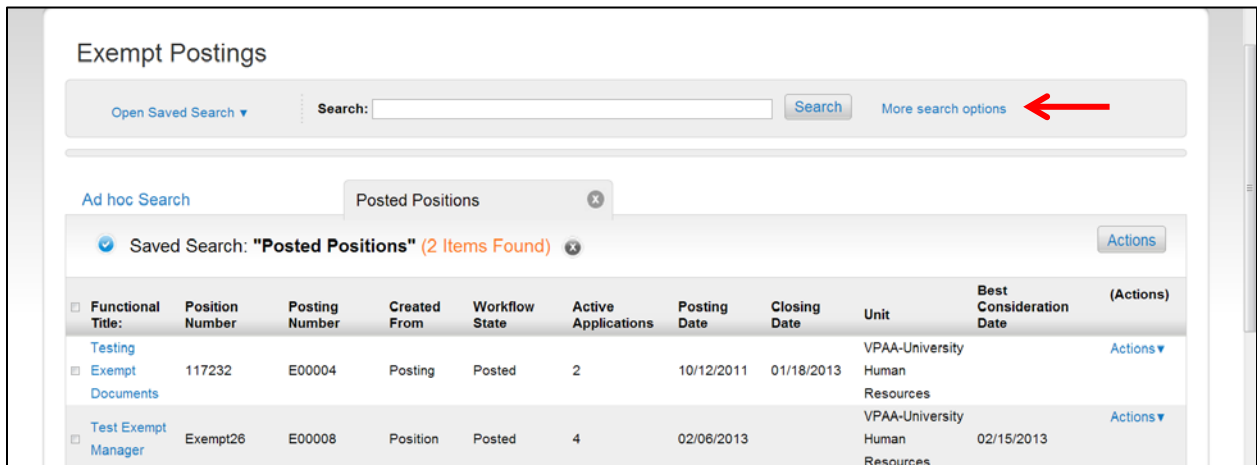 Exempt Postings
Open Saved Search ▼ Search: Search More search options
Ad hoc Search Posted Positions
Saved Search: "Posted Positions" (2 Items Found) Actions
Functional Title: Position Number Posting Number Created From Workflow State Active Applications Posting Date Closing Date Unit Best Consideration Date (Actions)
Testing Exempt Documents 117232 E00004 Posting Posted 2 10/12/2011 01/18/2013 VPAA-University Human Resources Actions▼
Test Exempt Manager Exempt26 E00008 Position Posted 4 02/06/2013 VPAA-University Human Resources 02/15/2013 Actions▼